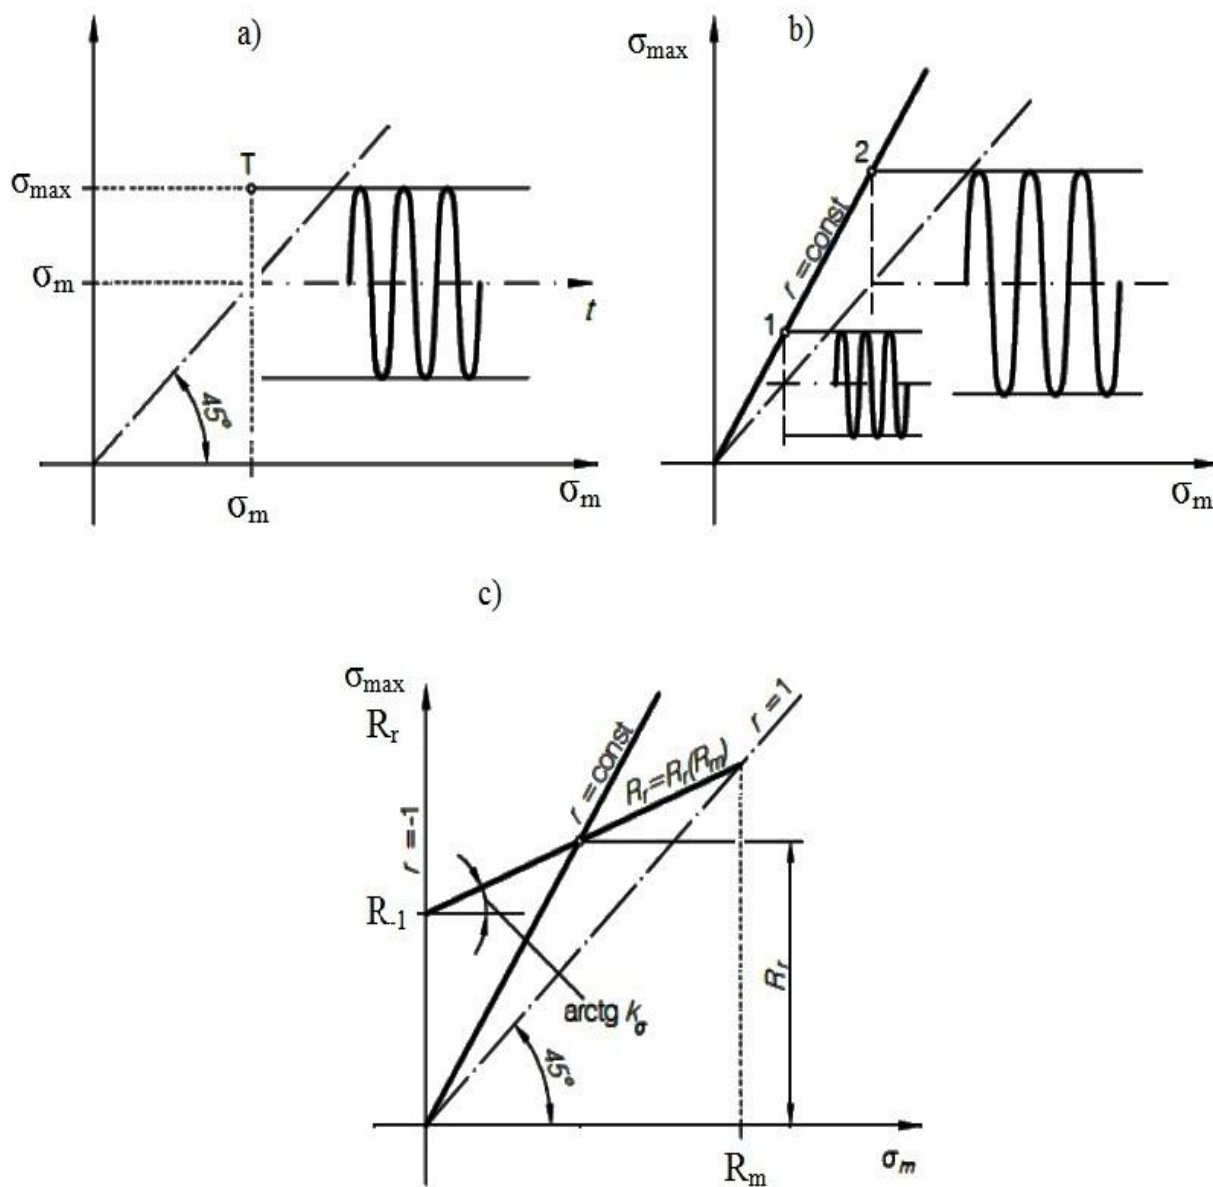 a)
σmax
T
σm
t
45°
σm
σm
b)
σmax
2
r = const
1
σm
c)
σmax
Rr
r = 1
r = const
Rr=Rr(Rm)
r = -1
R-1
Rr
arctg kσ
45°
Rm
σm